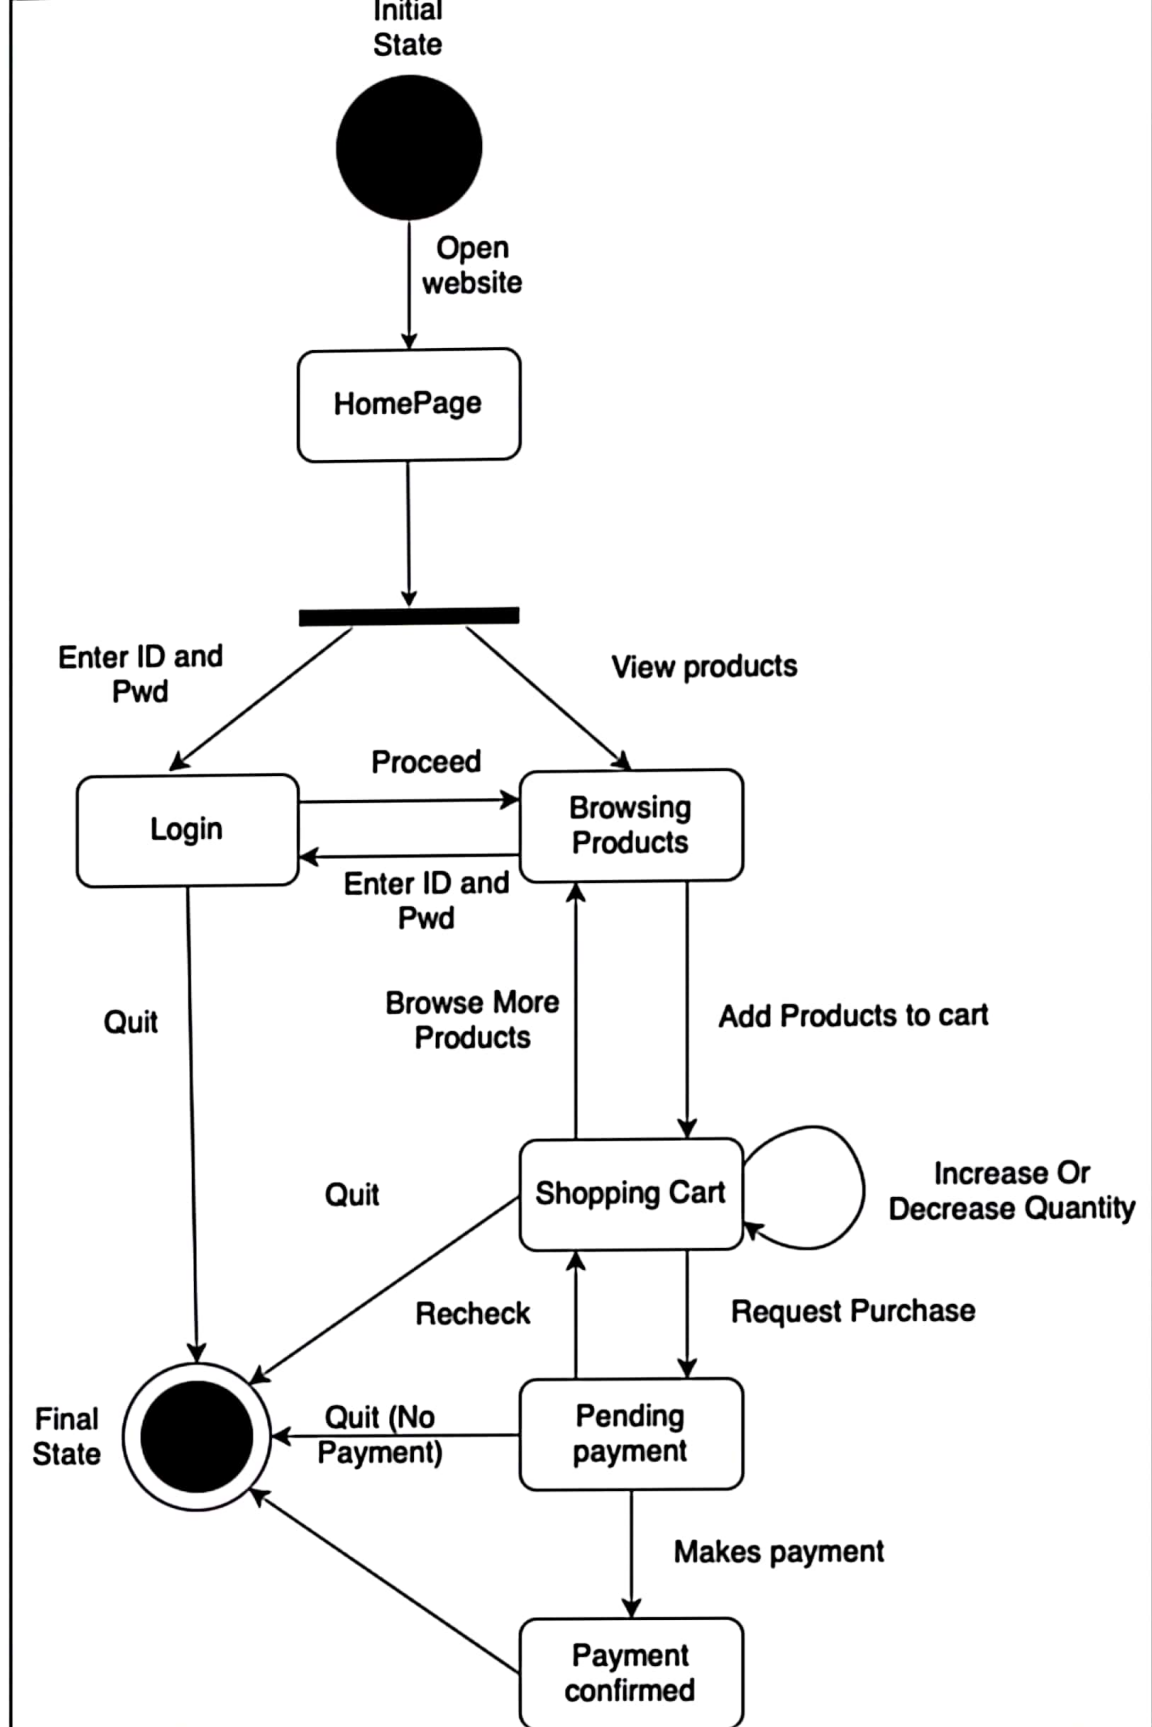 Initial
State
Open
website
HomePage
Enter ID and
Pwd
View products
Proceed
Login
Browsing
Products
Enter ID and
Pwd
Browse More
Products
Quit
Add Products to cart
Shopping Cart
Increase Or
Decrease Quantity
Quit
Recheck
Request Purchase
Final
State
Quit (No
Payment)
Pending
payment
Makes payment
Payment
confirmed